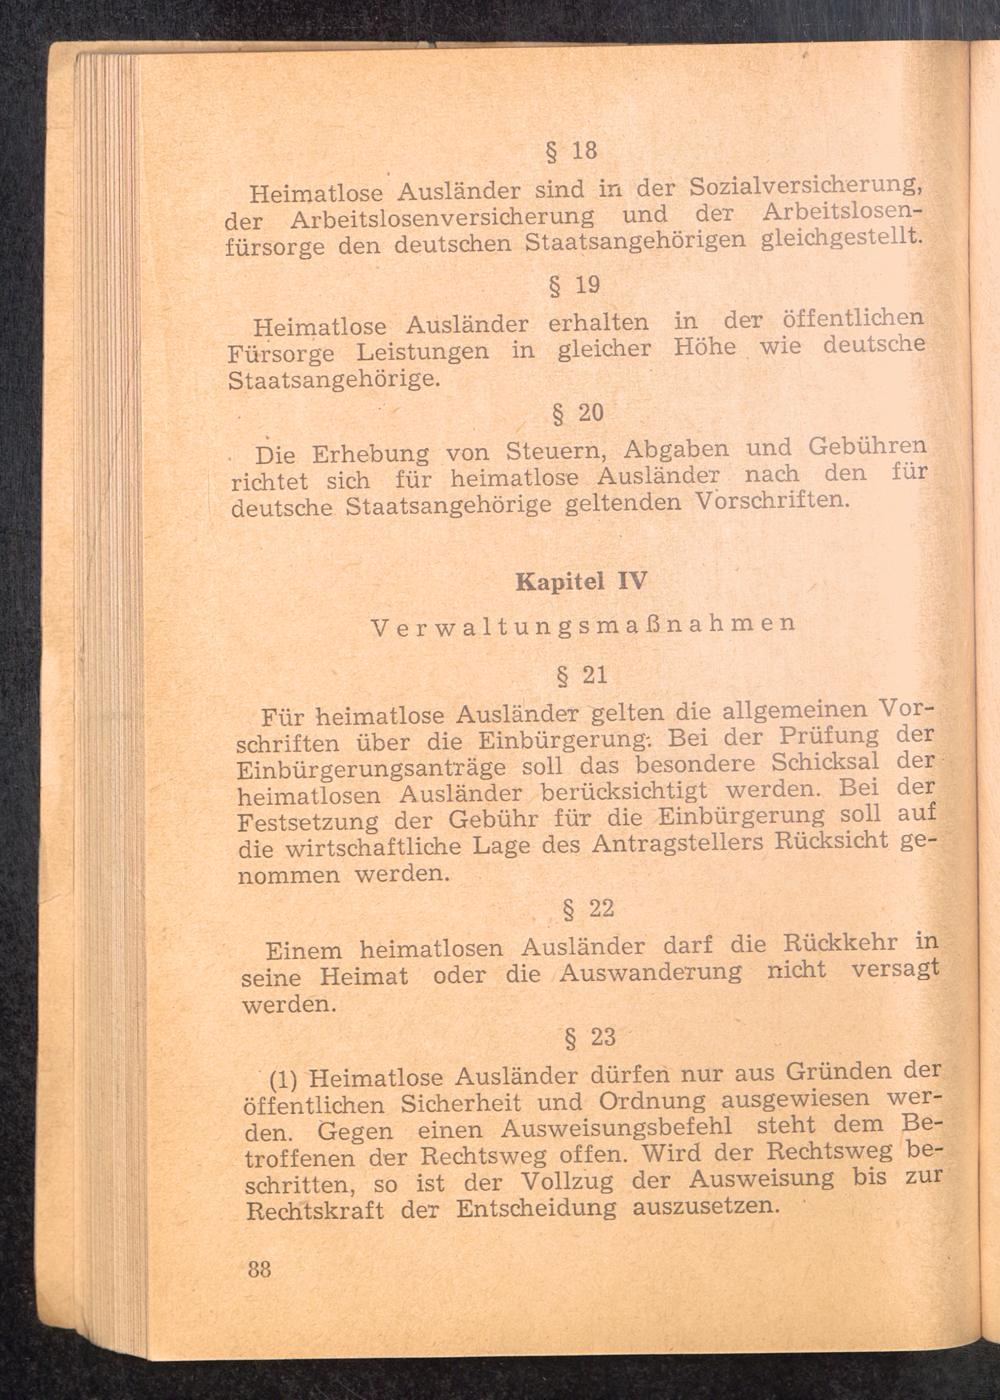 § 18
Heimatlose Ausländer sind in der Sozialversicherung,
der Arbeitslosenversicherung und der Arbeitslosen-
fürsorge den deutschen Staatsangehörigen gleichgestellt.
§ 19
Heimatlose Ausländer erhalten in der öffentlichen
Fürsorge Leistungen in gleicher Höhe wie deutsche
Staatsangehörige.
§ 20
Die Erhebung von Steuern, Abgaben und Gebühren
richtet sich für heimatlose Ausländer nach den für
deutsche Staatsangehörige geltenden Vorschriften.
Kapitel IV
Verwaltungsmaßnahmen
§ 21
Für heimatlose Ausländer gelten die allgemeinen Vor-
schriften über die Einbürgerung. Bei der Prüfung der
Einbürgerungsanträge soll das besondere Schicksal der
heimatlosen Ausländer berücksichtigt werden. Bei der
Festsetzung der Gebühr für die Einbürgerung soll auf
die wirtschaftliche Lage des Antragstellers Rücksicht ge-
nommen werden.
§ 22
Einem heimatlosen Ausländer darf die Rückkehr in
seine Heimat oder die Auswanderung nicht versagt
werden.
§ 23
(1) Heimatlose Ausländer dürfen nur aus Gründen der
öffentlichen Sicherheit und Ordnung ausgewiesen wer-
den. Gegen einen Ausweisungsbefehl steht dem Be-
troffenen der Rechtsweg offen. Wird der Rechtsweg be-
schritten, so ist der Vollzug der Ausweisung bis zur
Rechtskraft der Entscheidung auszusetzen.
88